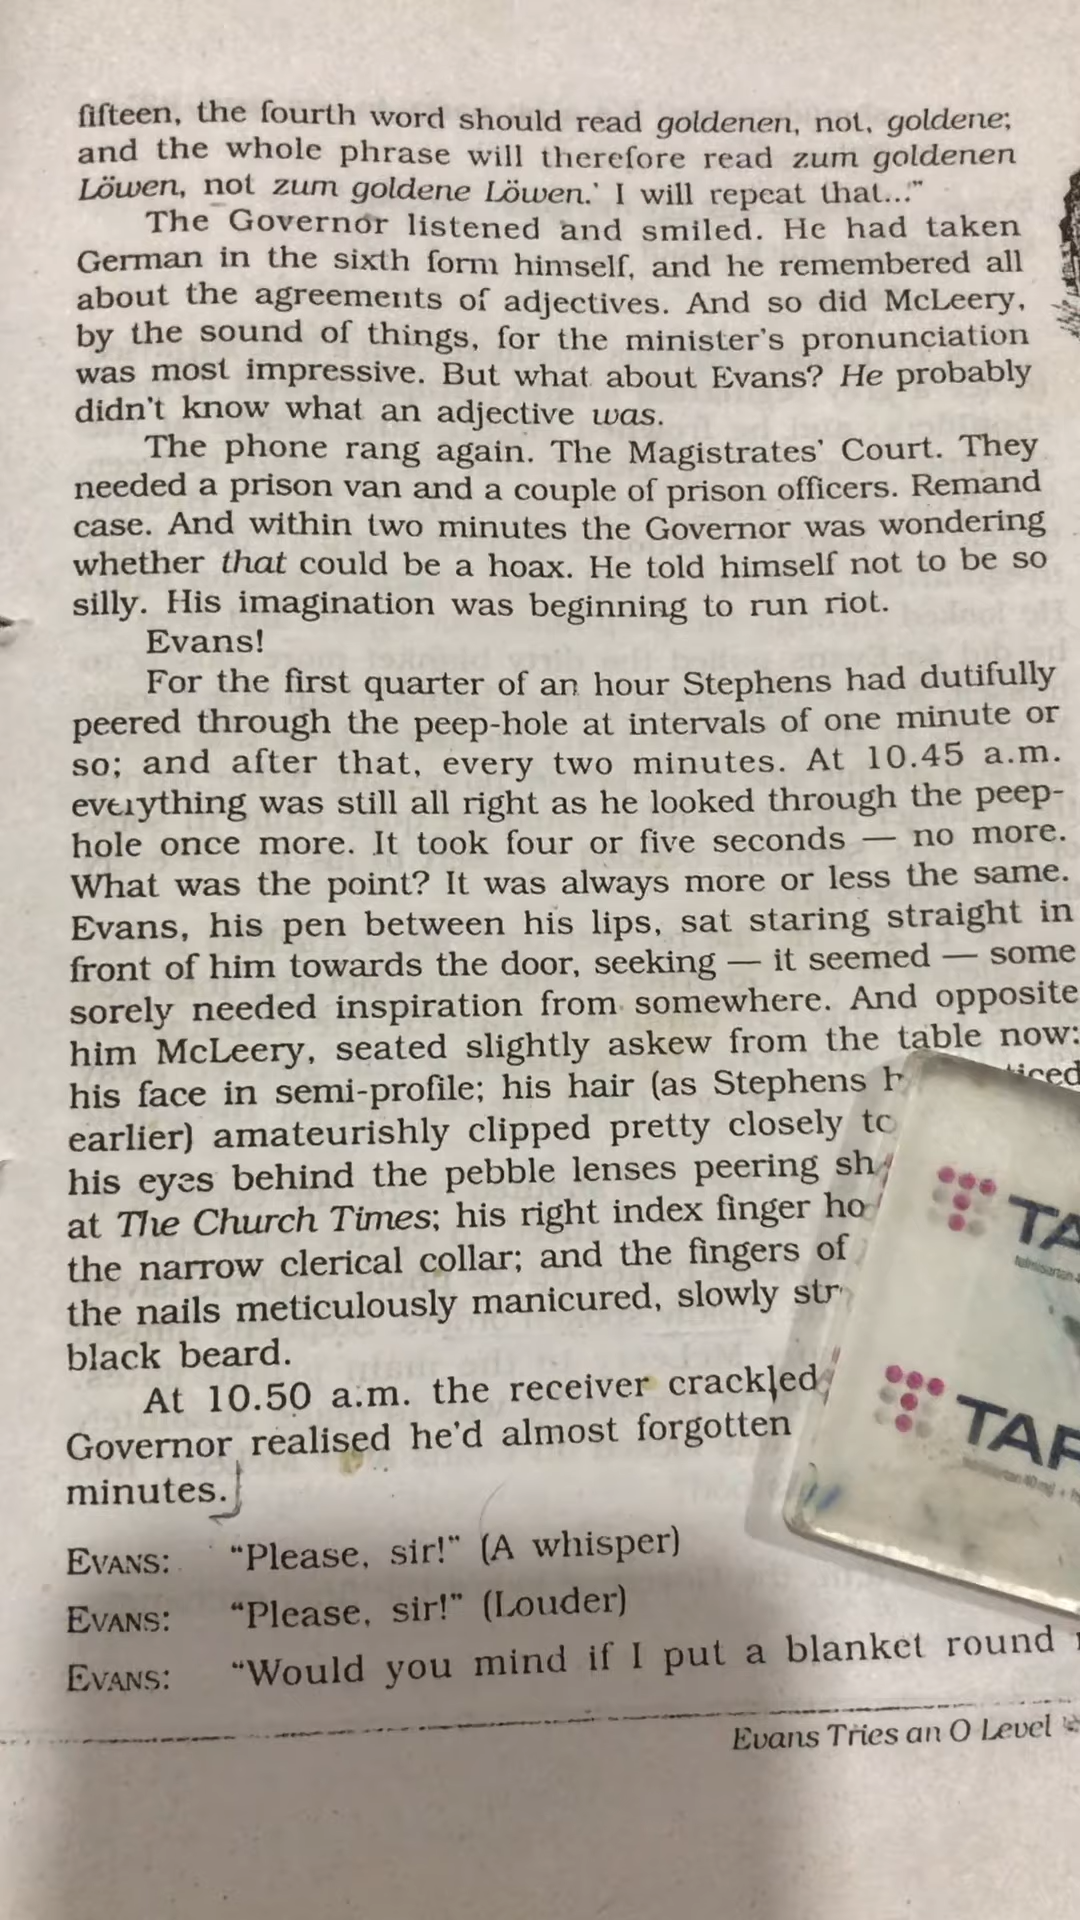 fifteen, the fourth word should read goldenen, not, goldene;
and the whole phrase will therefore read zum goldenen
Löwen, not zum goldene Löwen.' I will repeat that..."
The Governor listened and smiled. He had taken
German in the sixth form himself, and he remembered all
about the agreements of adjectives. And so did McLeery,
by the sound of things, for the minister's pronunciation
was most impressive. But what about Evans? He probably
didn't know what an adjective was.
The phone rang again. The Magistrates' Court. They
needed a prison van and a couple of prison officers. Remand
case. And within two minutes the Governor was wondering
whether that could be a hoax. He told himself not to be so
silly. His imagination was beginning to run riot.
Evans!
For the first quarter of an hour Stephens had dutifully
peered through the peep-hole at intervals of one minute or
so; and after that, every two minutes. At 10.45 a.m.
everything was still all right as he looked through the peep-
hole once more. It took four or five seconds — no more.
What was the point? It was always more or less the same.
Evans, his pen between his lips, sat staring straight in
front of him towards the door, seeking — it seemed — some
sorely needed inspiration from somewhere. And opposite
him McLeery, seated slightly askew from the table now:
his face in semi-profile; his hair (as Stephens
earlier) amateurishly clipped pretty closely
his eyes behind the pebble lenses peering
at The Church Times; his right index finger
the narrow clerical collar; and the fingers of
the nails meticulously manicured, slowly
black beard.
At 10.50 a.m. the receiver crackled
Governor realised he'd almost forgotten
minutes.
EVANS: "Please, sir!" (A whisper)
EVANS: "Please, sir!" (Louder)
EVANS: "Would you mind if I put a blanket round
Evans Tries an O Level